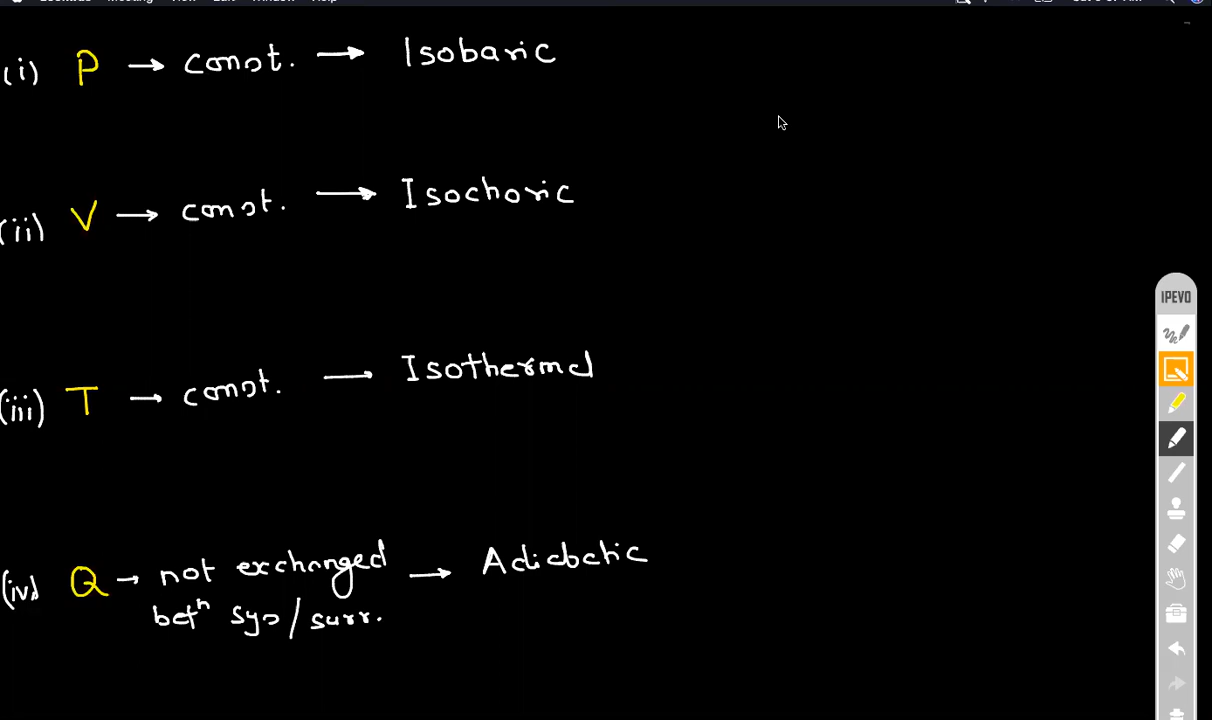 (i) P → const. → Isobaric
(ii) V → const. → Isochoric
(iii) T → const. → Isothermal
(iv) Q → not exchanged → Adiabatic
betⁿ sys/surr.
IPEVO